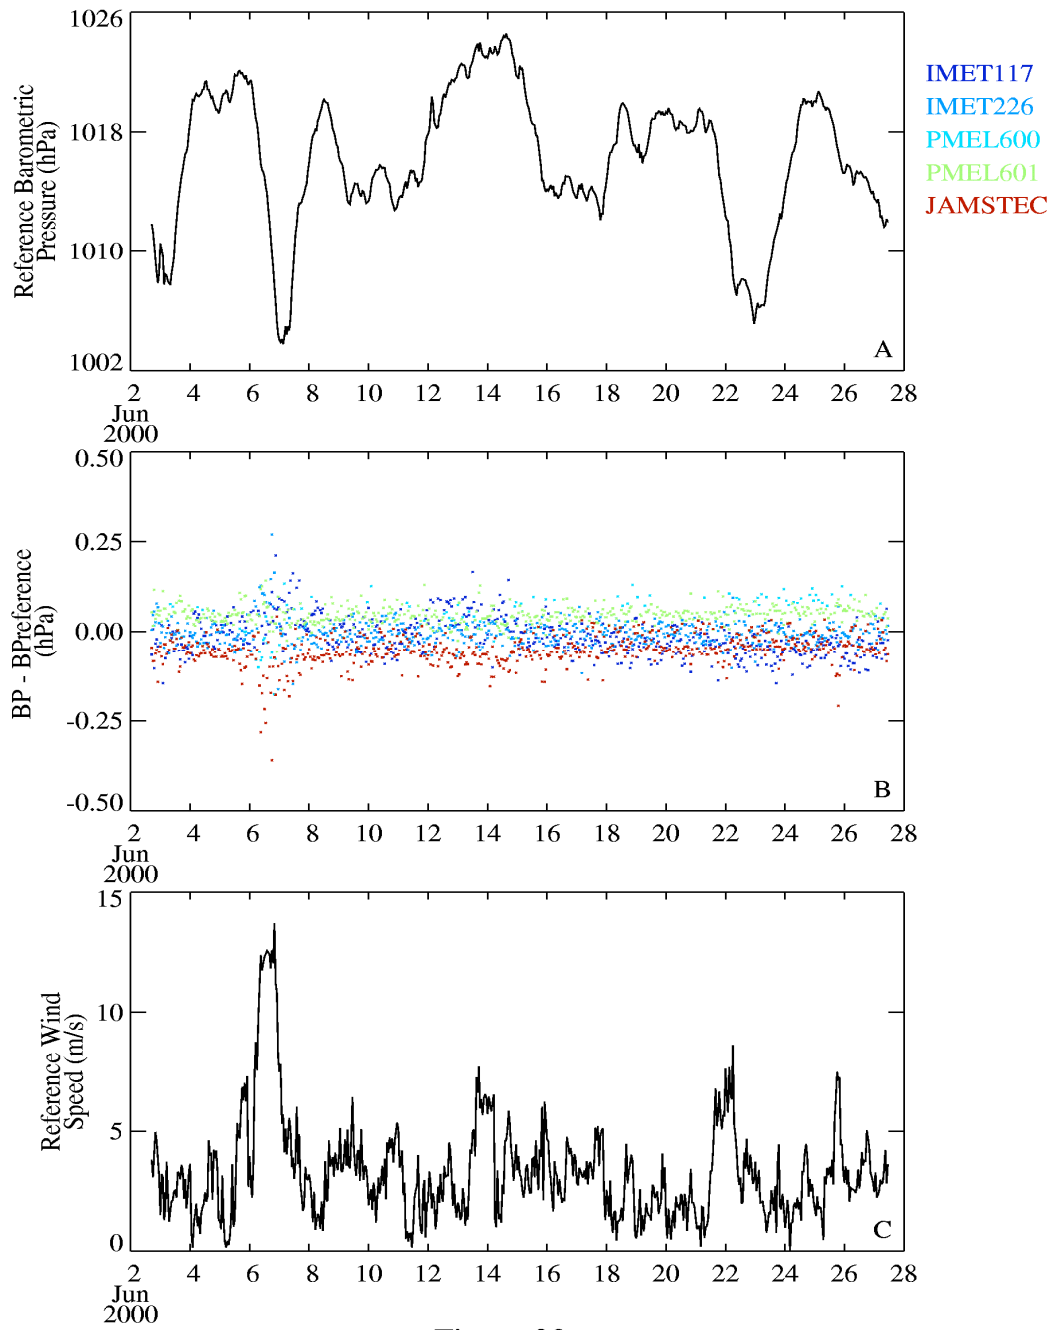 1026
1018
1010
1002
Reference Barometric
Pressure (hPa)
A
2 4 6 8 10 12 14 16 18 20 22 24 26 28
Jun
2000
IMET117
IMET226
PMEL600
PMEL601
JAMSTEC
0.50
0.25
0.00
-0.25
-0.50
BP - BPreference
(hPa)
B
2 4 6 8 10 12 14 16 18 20 22 24 26 28
Jun
2000
15
10
5
0
Reference Wind
Speed (m/s)
C
2 4 6 8 10 12 14 16 18 20 22 24 26 28
Jun
2000